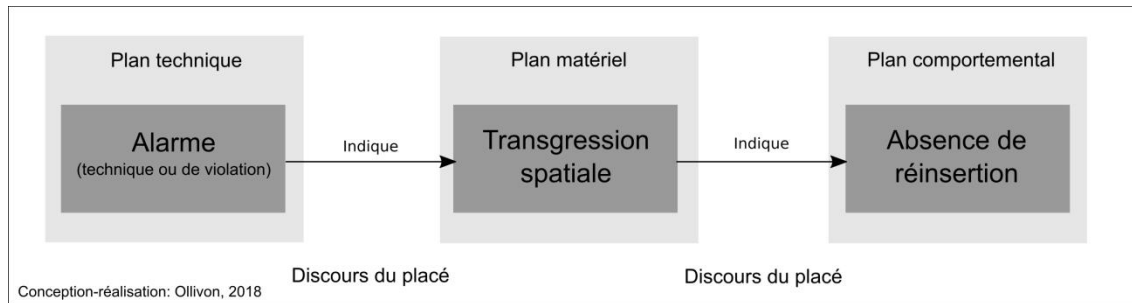 Plan technique
Alarme
(technique ou de violation)
Indique
Plan matériel
Transgression
spatiale
Indique
Plan comportemental
Absence de
réinsertion
Discours du placé
Discours du placé
Conception-réalisation: Ollivon, 2018